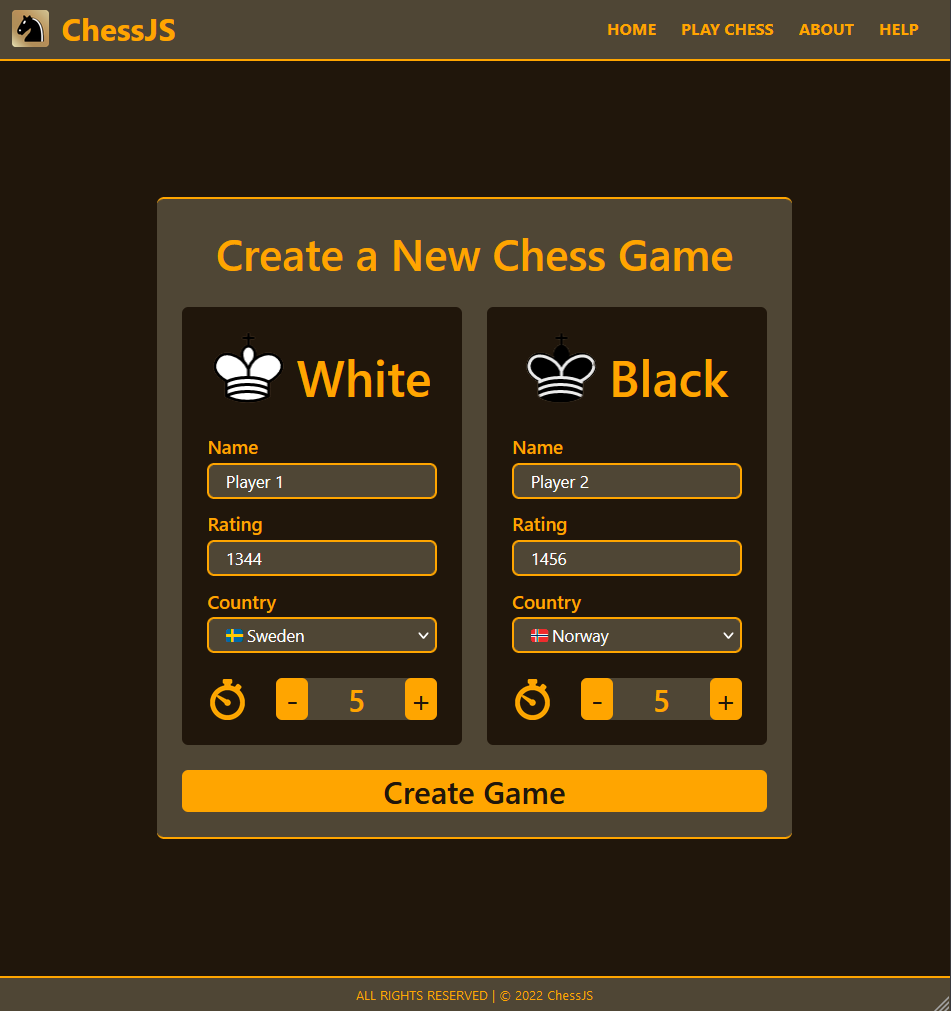 ChessJS
HOME PLAY CHESS ABOUT HELP
Create a New Chess Game
White
Name
Player 1
Rating
1344
Country
Sweden
- 5 +
Black
Name
Player 2
Rating
1456
Country
Norway
- 5 +
Create Game
ALL RIGHTS RESERVED | © 2022 ChessJS